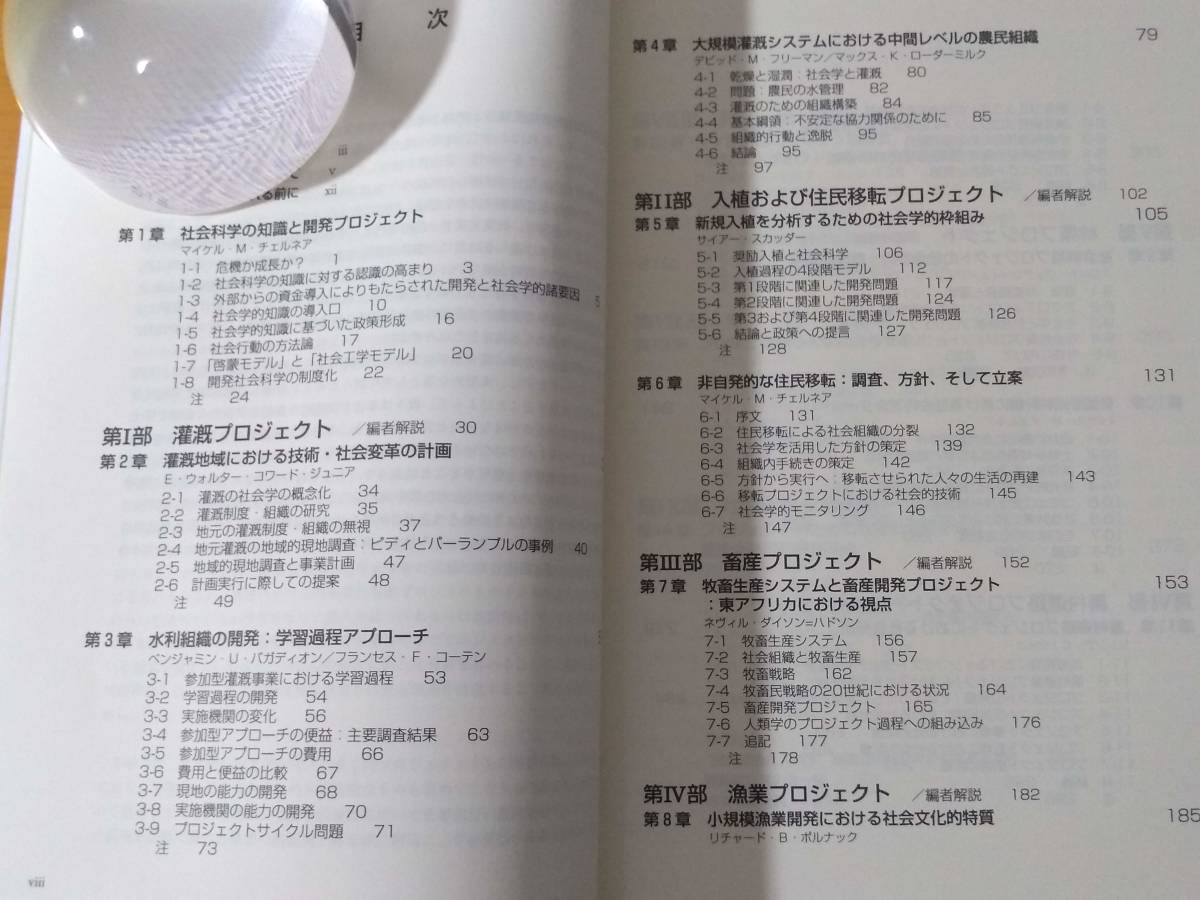 次
iii
v
る前に xii
第1章 社会科学の知識と開発プロジェクト
マイケル・M・チェルネア
1-1 危機か成長か? 1
1-2 社会科学の知識に対する認識の高まり 3
1-3 外部からの資金導入によりもたらされた開発と社会学的諸要因 5
1-4 社会学的知識の導入口 10
1-5 社会学的知識に基づいた政策形成 16
1-6 社会行動の方法論 17
1-7 「啓蒙モデル」と「社会工学モデル」 20
1-8 開発社会科学の制度化 22
注 24
第I部 灌漑プロジェクト /編者解説 30
第2章 灌漑地域における技術・社会変革の計画
E・ウォルター・コワード・ジュニア
2-1 灌漑の社会学の概念化 34
2-2 灌漑制度・組織の研究 35
2-3 地元の灌漑制度・組織の無視 37
2-4 地元灌漑の地域的現地調査:ピディとバーランブルの事例 40
2-5 地域的現地調査と事業計画 47
2-6 計画実行に際しての提案 48
注 49
第3章 水利組織の開発:学習過程アプローチ
ベンジャミン・U・バガディオン/フランセス・F・コーテン
3-1 参加型灌漑事業における学習過程 53
3-2 学習過程の開発 54
3-3 実施機関の変化 56
3-4 参加型アプローチの便益:主要調査結果 63
3-5 参加型アプローチの費用 66
3-6 費用と便益の比較 67
3-7 現地の能力の開発 68
3-8 実施機関の能力の開発 70
3-9 プロジェクトサイクル問題 71
注 73
viii
第4章 大規模灌漑システムにおける中間レベルの農民組織 79
デビッド・M・フリーマン/マックス・K・ローダーミルク
4-1 乾燥と湿潤:社会学と灌漑 80
4-2 問題:農民の水管理 82
4-3 灌漑のための組織構築 84
4-4 基本綱領:不安定な協力関係のために 85
4-5 組織的行動と逸脱 95
4-6 結論 95
注 97
第II部 入植および住民移転プロジェクト /編者解説 102
第5章 新規入植を分析するための社会学的枠組み 105
サイアー・スカッダー
5-1 奨励入植と社会科学 106
5-2 入植過程の4段階モデル 112
5-3 第1段階に関連した開発問題 117
5-4 第2段階に関連した開発問題 124
5-5 第3および第4段階に関連した開発問題 126
5-6 結論と政策への提言 127
注 128
第6章 非自発的な住民移転:調査、方針、そして立案 131
マイケル・M・チェルネア
6-1 序文 131
6-2 住民移転による社会組織の分裂 132
6-3 社会学を活用した方針の策定 139
6-4 組織内手続きの策定 142
6-5 方針から実行へ:移転させられた人々の生活の再建 143
6-6 移転プロジェクトにおける社会的技術 145
6-7 社会学的モニタリング 146
注 147
第III部 畜産プロジェクト /編者解説 152
第7章 牧畜生産システムと畜産開発プロジェクト 153
:東アフリカにおける視点
ネヴィル・ダイソン=ハドソン
7-1 牧畜生産システム 156
7-2 社会組織と牧畜生産 157
7-3 牧畜戦略 162
7-4 牧畜民戦略の20世紀における状況 164
7-5 畜産開発プロジェクト 165
7-6 人類学のプロジェクト過程への組み込み 176
7-7 追記 177
注 178
第IV部 漁業プロジェクト /編者解説 182
第8章 小規模漁業開発における社会文化的特質 185
リチャード・B・ポルナック